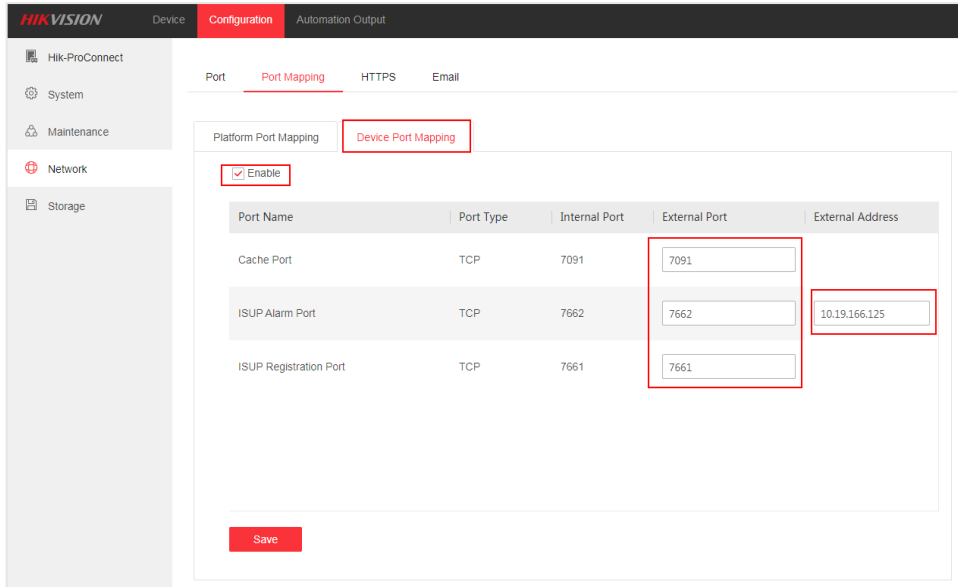 HIKVISION Device Configuration Automation Output
Hik-ProConnect
System
Maintenance
Network
Storage
Port Port Mapping HTTPS Email
Platform Port Mapping Device Port Mapping
Enable
Port Name Port Type Internal Port External Port External Address
Cache Port TCP 7091 7091
ISUP Alarm Port TCP 7662 7662 10.19.166.125
ISUP Registration Port TCP 7661 7661
Save